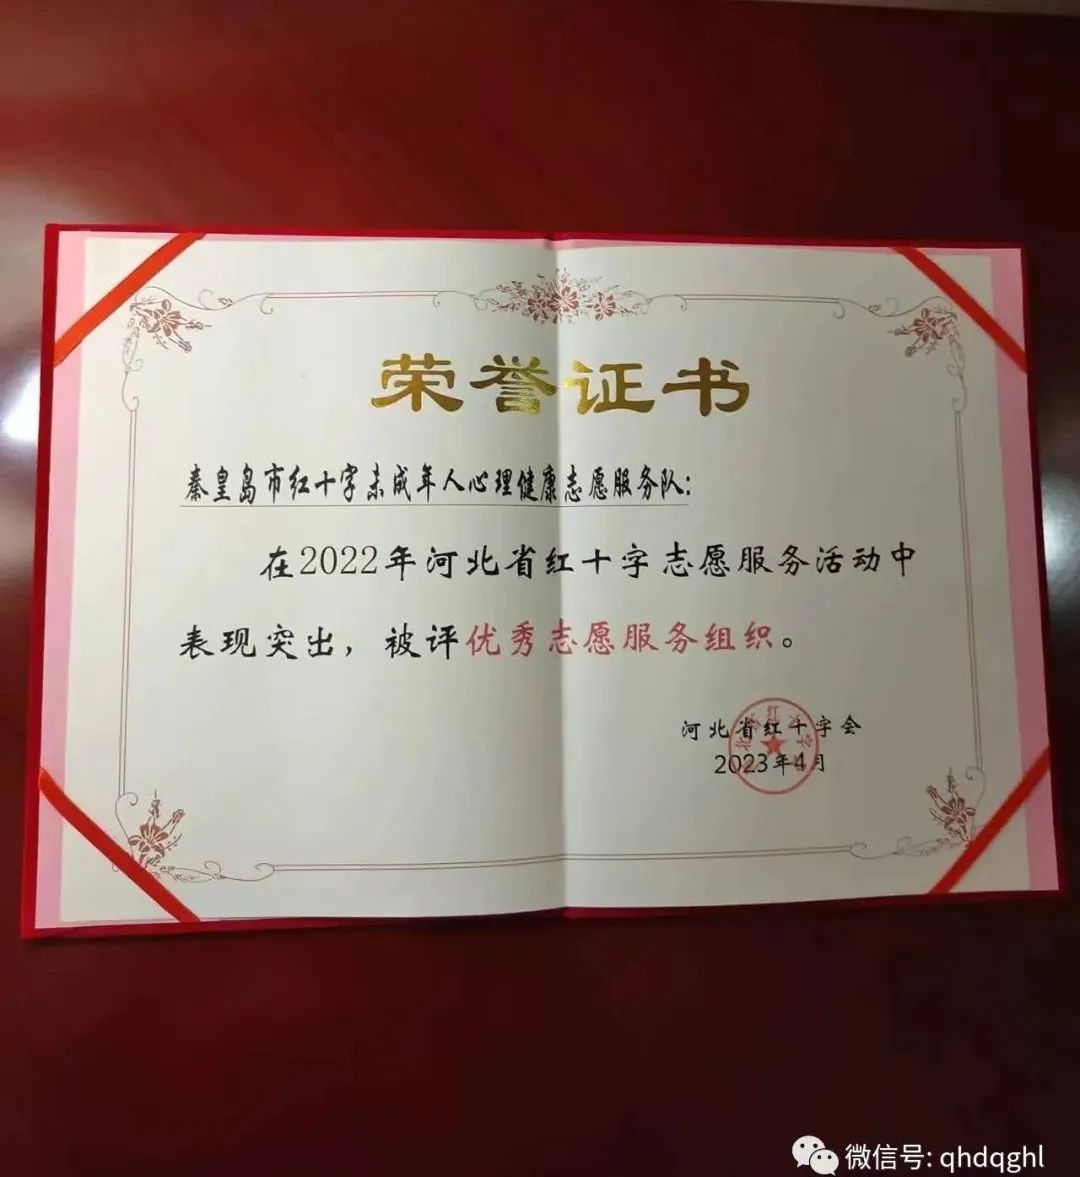 荣誉证书
秦皇岛市红十字未成年人心理健康志愿服务队:
在2022年河北省红十字志愿服务活动中
表现突出，被评优秀志愿服务组织。
河北省红十字会
2023年4月
微信号: qhdqghl